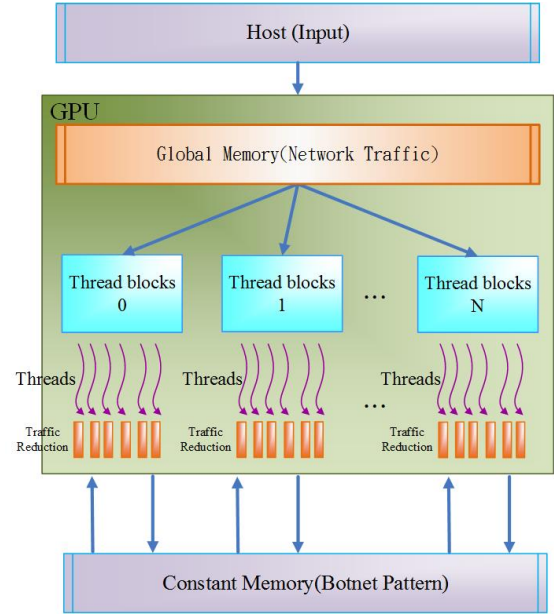 Host (Input)
GPU
Global Memory(Network Traffic)
Thread blocks
0
Thread blocks
1
...
Thread blocks
N
Threads
Threads
Threads
...
Traffic
Reduction
Traffic
Reduction
Traffic
Reduction
Constant Memory(Botnet Pattern)